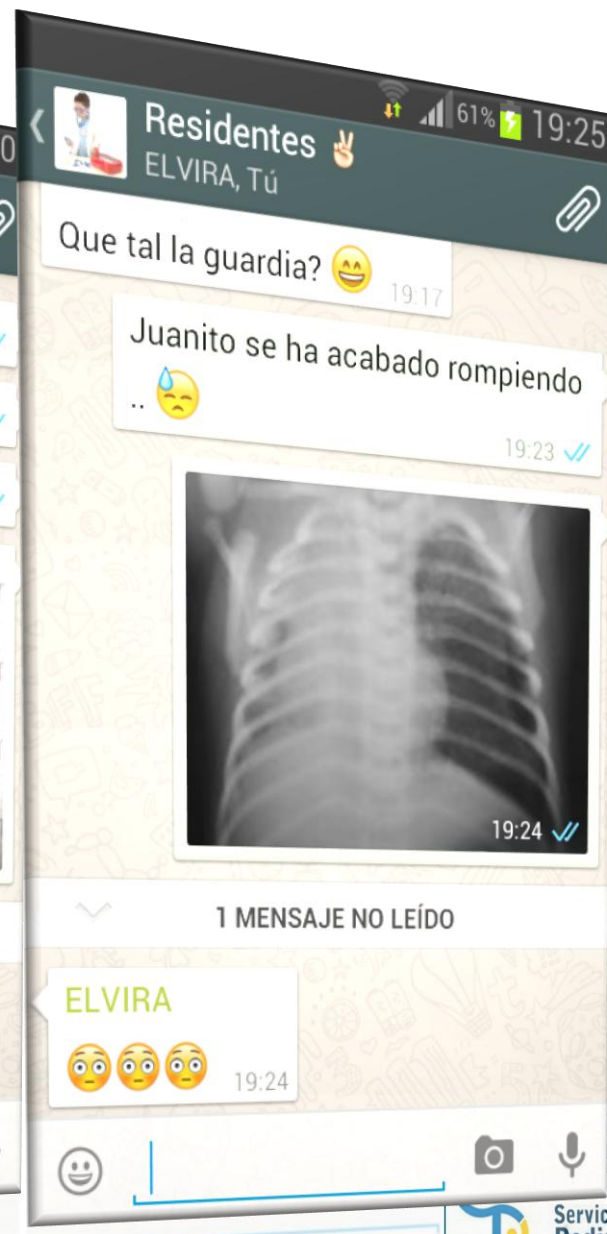 61% 19:25
Residentes
ELVIRA, Tú
Que tal la guardia?
19:17
Juanito se ha acabado rompiendo
..
19:23
19:24
1 MENSAJE NO LEÍDO
ELVIRA
19:24
Servic